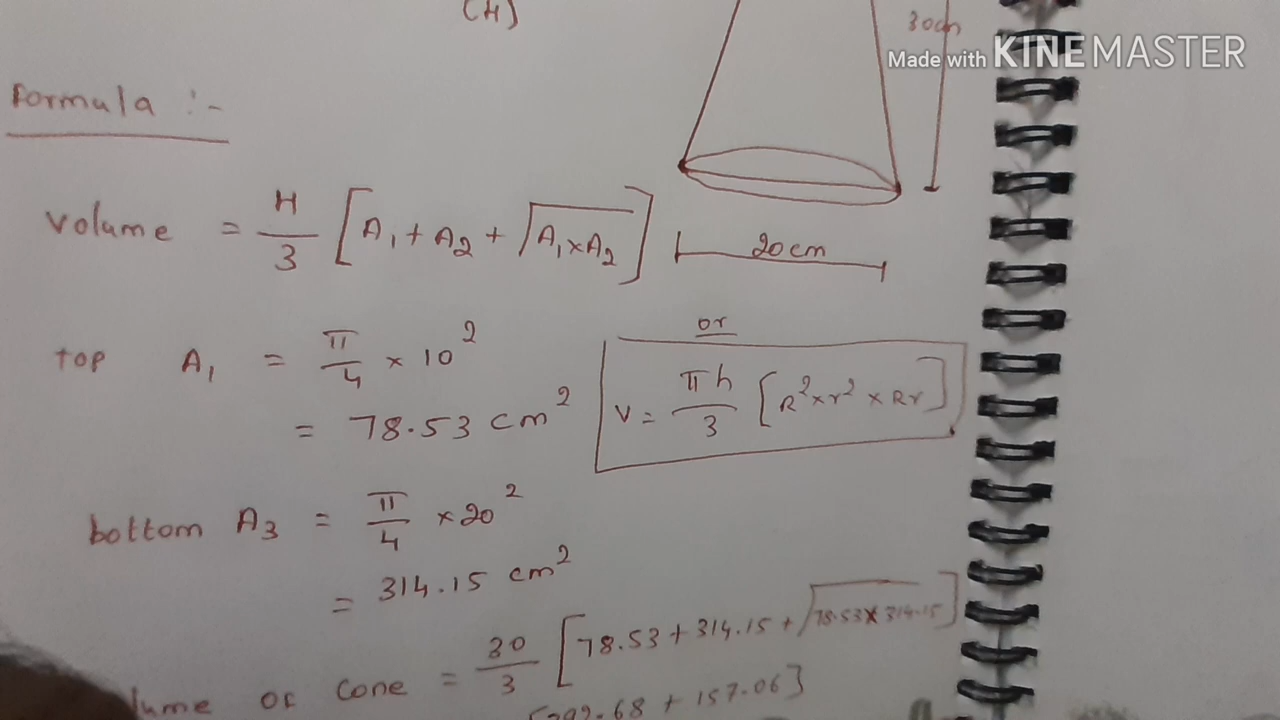 (H)
30cm
Made with KINEMASTER
Formula :-
Volume = H/3 [A₁ + A₂ + √A₁×A₂]
20cm
top A₁ = π/4 × 10²
= 78.53 cm²
or
V = πh/3 [R²×r²×Rr]
bottom A3 = π/4 ×20²
= 314.15 cm²
of cone = 30/3 [78.53 + 314.15 + √78.53×314.15]
+ 157.06]